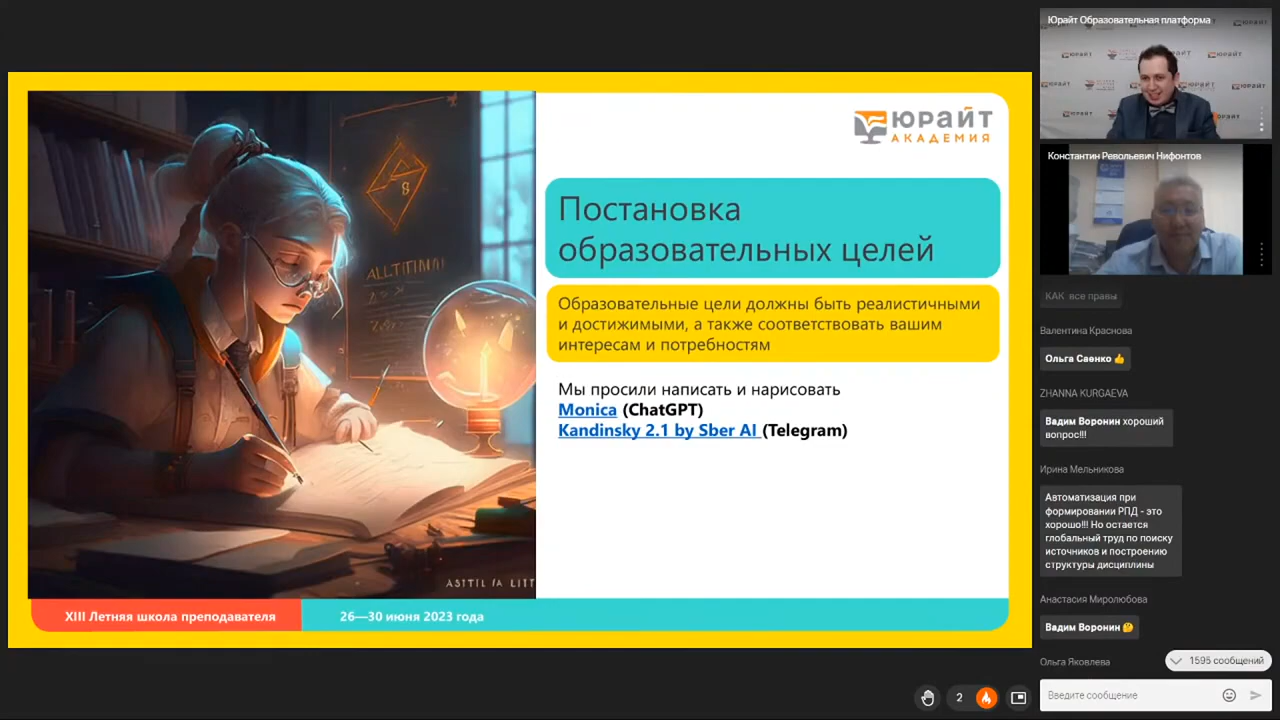 ЮРАЙТ
АКАДЕМИЯ
Постановка
образовательных целей
Образовательные цели должны быть реалистичными
и достижимыми, а также соответствовать вашим
интересам и потребностям
Мы просили написать и нарисовать
Monica (ChatGPT)
Kandinsky 2.1 by Sber AI (Telegram)
XIII Летняя школа преподавателя
26—30 июня 2023 года
Юрайт Образовательная платформа
ЮРАЙТ
Константин Револьевич Нифонтов
КАК все правы
Валентина Краснова
Ольга Саенко 👍
ZHANNA KURGAEVA
Вадим Воронин хороший
вопрос!!!
Ирина Мельникова
Автоматизация при
формировании РПД - это
хорошо!!! Но остается
глобальный труд по поиску
источников и построению
структуры дисциплины
Анастасия Миролюбова
Вадим Воронин 🤔
Ольга Яковлева
1595 сообщений
Введите сообщение
2